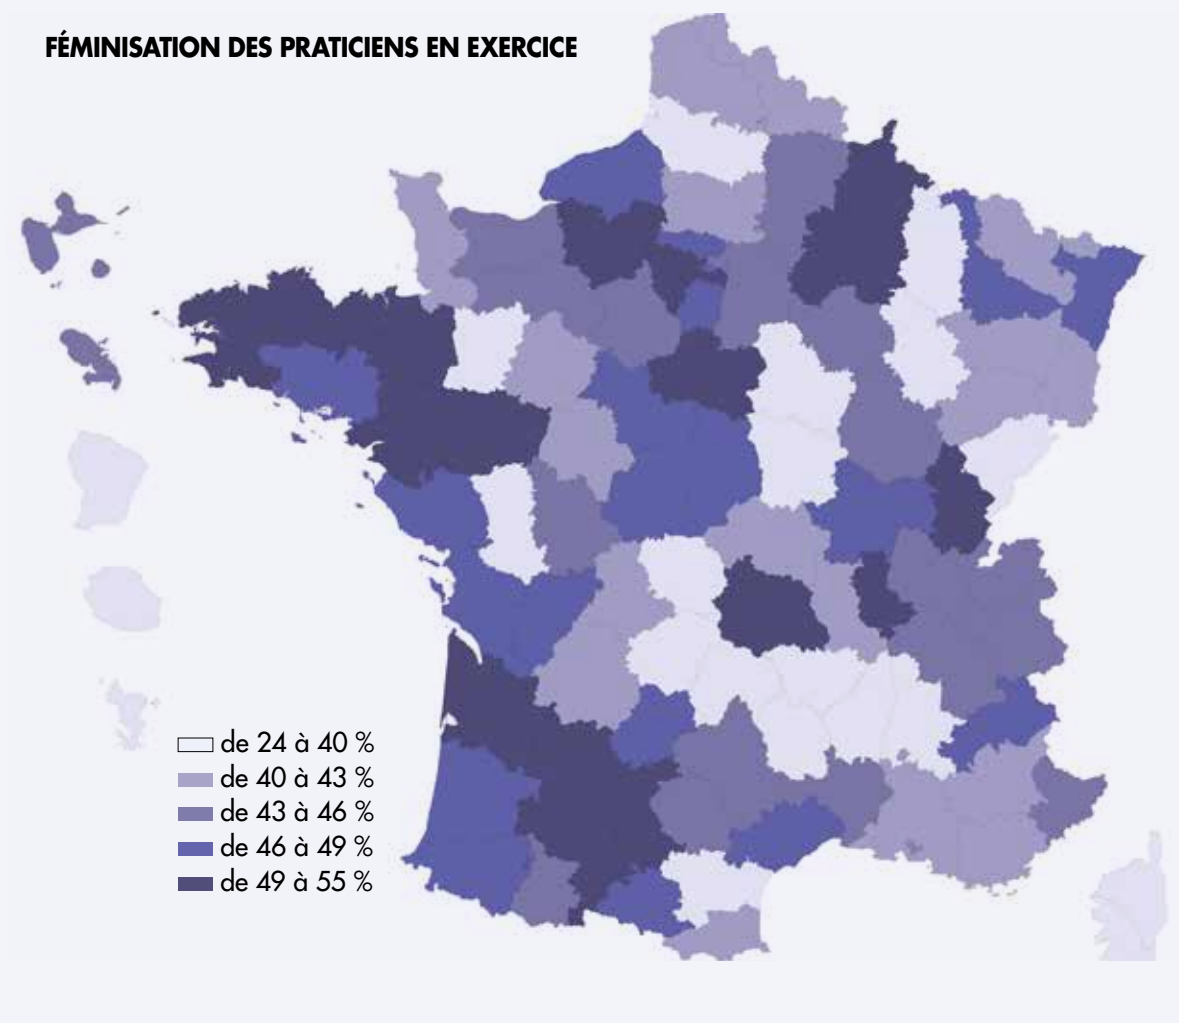 FÉMINISATION DES PRATICIENS EN EXERCICE
de 24 à 40 %
de 40 à 43 %
de 43 à 46 %
de 46 à 49 %
de 49 à 55 %